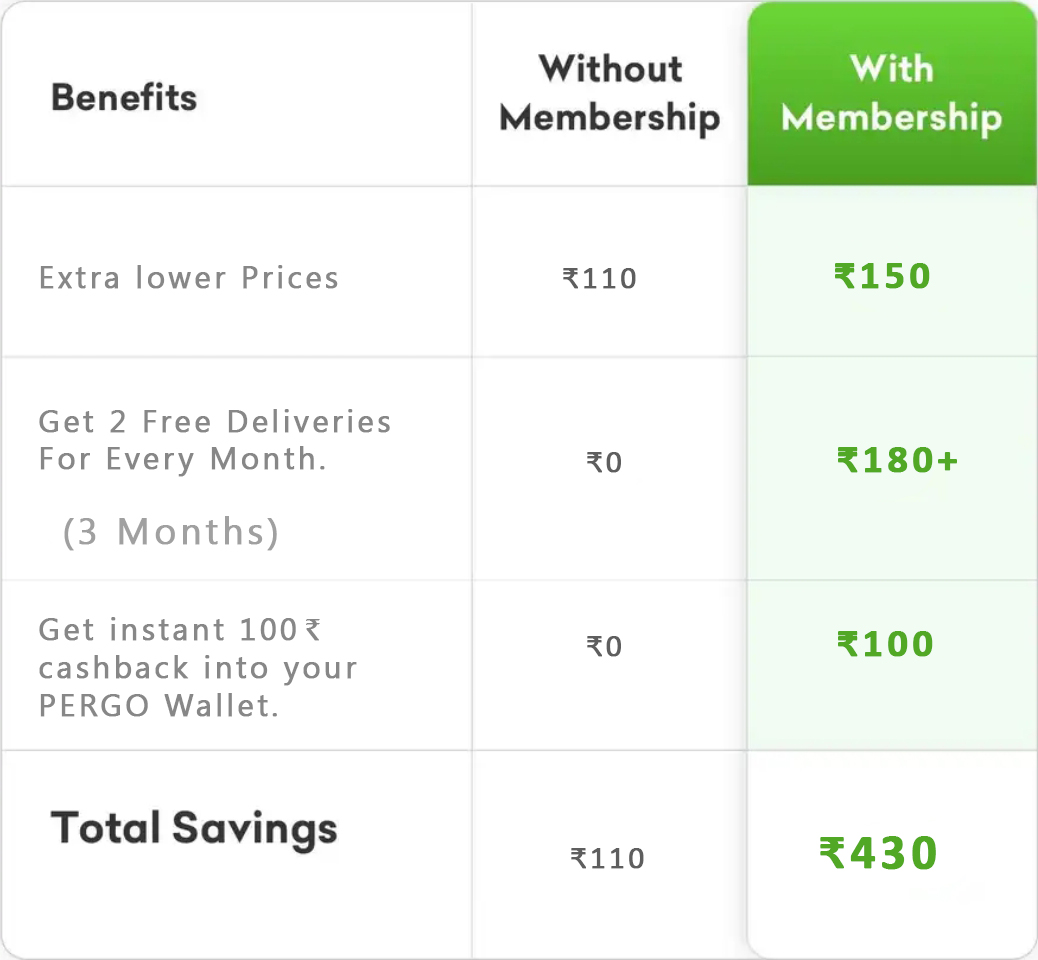 Benefits
Without
Membership
With
Membership
Extra lower Prices
₹110
₹150
Get 2 Free Deliveries
For Every Month.
(3 Months)
₹0
₹180+
Get instant 100₹
cashback into your
PERGO Wallet.
₹0
₹100
Total Savings
₹110
₹430